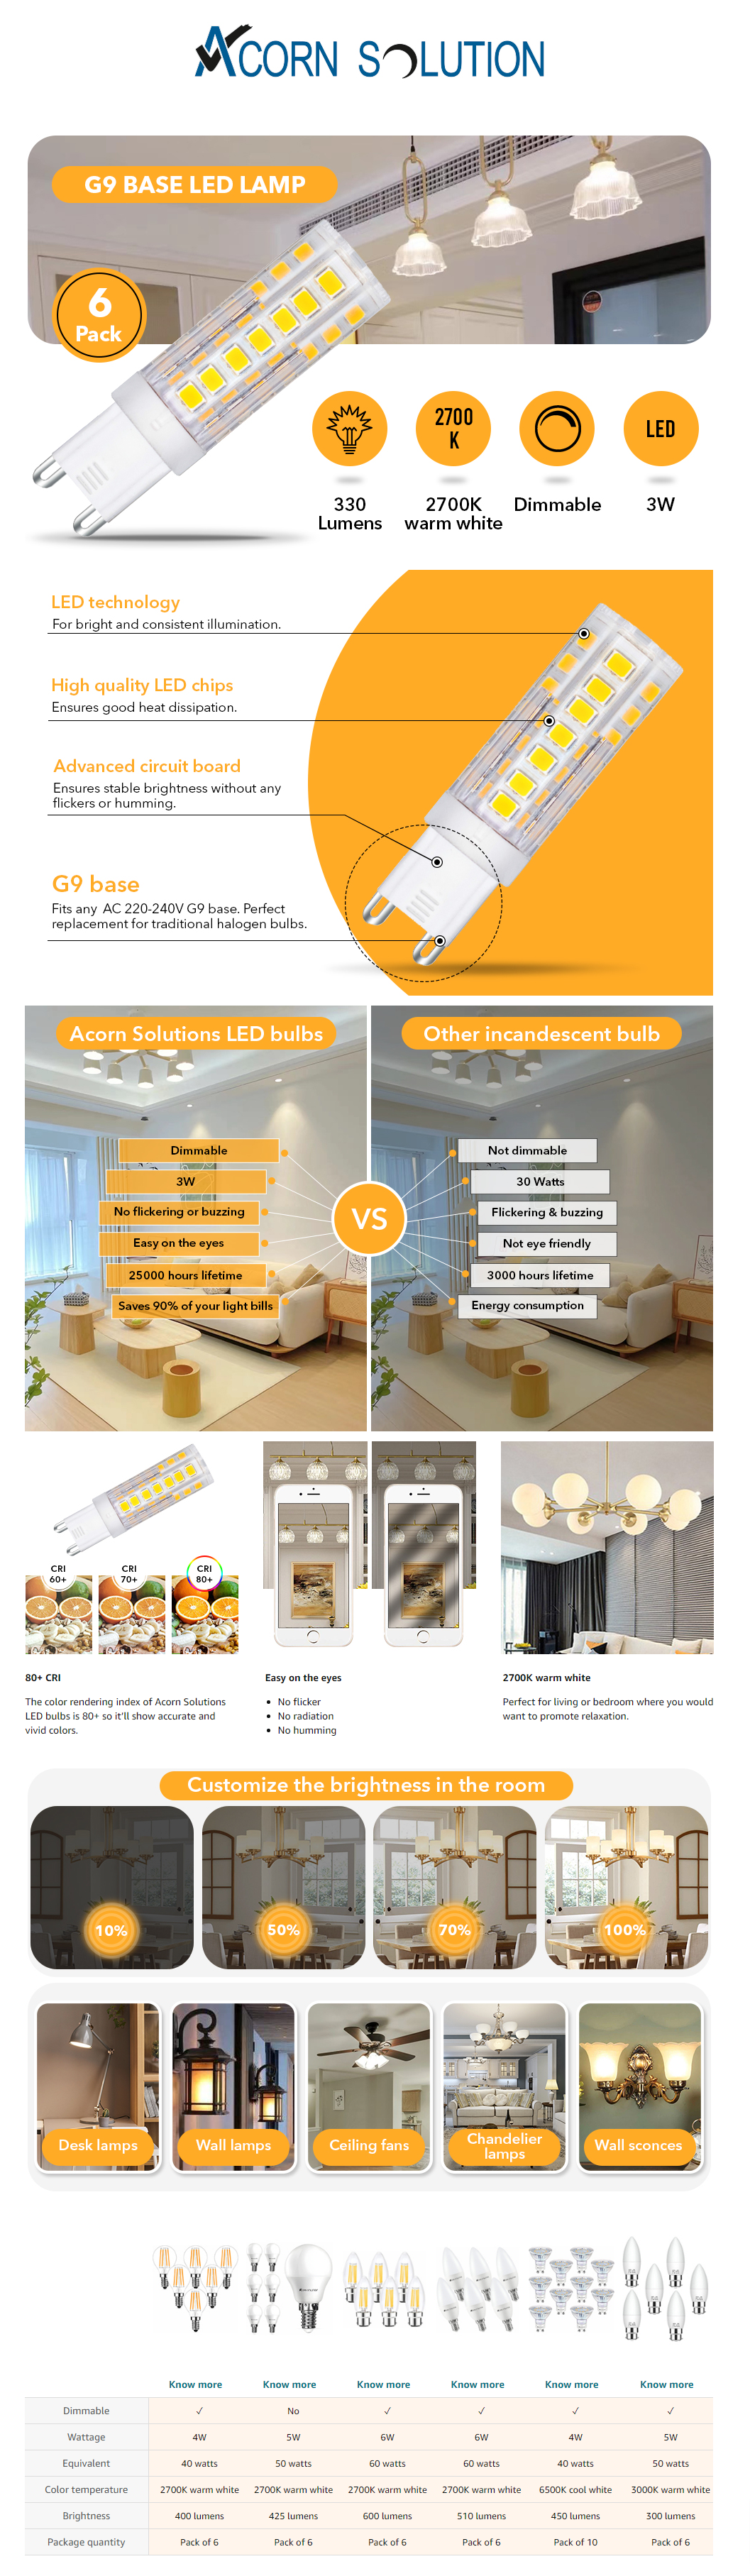 ACORN SOLUTION
G9 BASE LED LAMP
6
Pack
2700
K
LED
330
Lumens
2700K
warm white
Dimmable
3W
LED technology
For bright and consistent illumination.
High quality LED chips
Ensures good heat dissipation.
Advanced circuit board
Ensures stable brightness without any
flickers or humming.
G9 base
Fits any AC 220-240V G9 base. Perfect
replacement for traditional halogen bulbs.
Acorn Solutions LED bulbs
Other incandescent bulb
VS
Dimmable
3W
No flickering or buzzing
Easy on the eyes
25000 hours lifetime
Saves 90% of your light bills
Not dimmable
30 Watts
Flickering & buzzing
Not eye friendly
3000 hours lifetime
Energy consumption
CRI
60+
CRI
70+
CRI
80+
80+ CRI
The color rendering index of Acorn Solutions
LED bulbs is 80+ so it'll show accurate and
vivid colors.
Easy on the eyes
• No flicker
• No radiation
• No humming
2700K warm white
Perfect for living or bedroom where you would
want to promote relaxation.
Customize the brightness in the room
10%
50%
70%
100%
Desk lamps
Wall lamps
Ceiling fans
Chandelier
lamps
Wall sconces
Know more Know more Know more Know more Know more Know more
Dimmable ✓ No ✓ ✓ ✓ ✓
Wattage 4W 5W 6W 6W 4W 5W
Equivalent 40 watts 50 watts 60 watts 60 watts 40 watts 50 watts
Color temperature 2700K warm white 2700K warm white 2700K warm white 2700K warm white 6500K cool white 3000K warm white
Brightness 400 lumens 425 lumens 600 lumens 510 lumens 450 lumens 300 lumens
Package quantity Pack of 6 Pack of 6 Pack of 6 Pack of 6 Pack of 10 Pack of 6